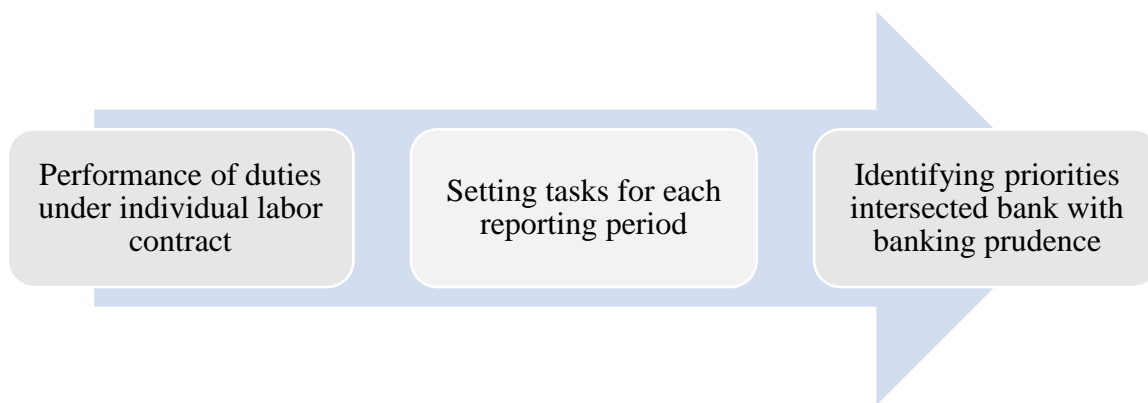 Performance of duties
under individual labor
contract
Setting tasks for each
reporting period
Identifying priorities
intersected bank with
banking prudence